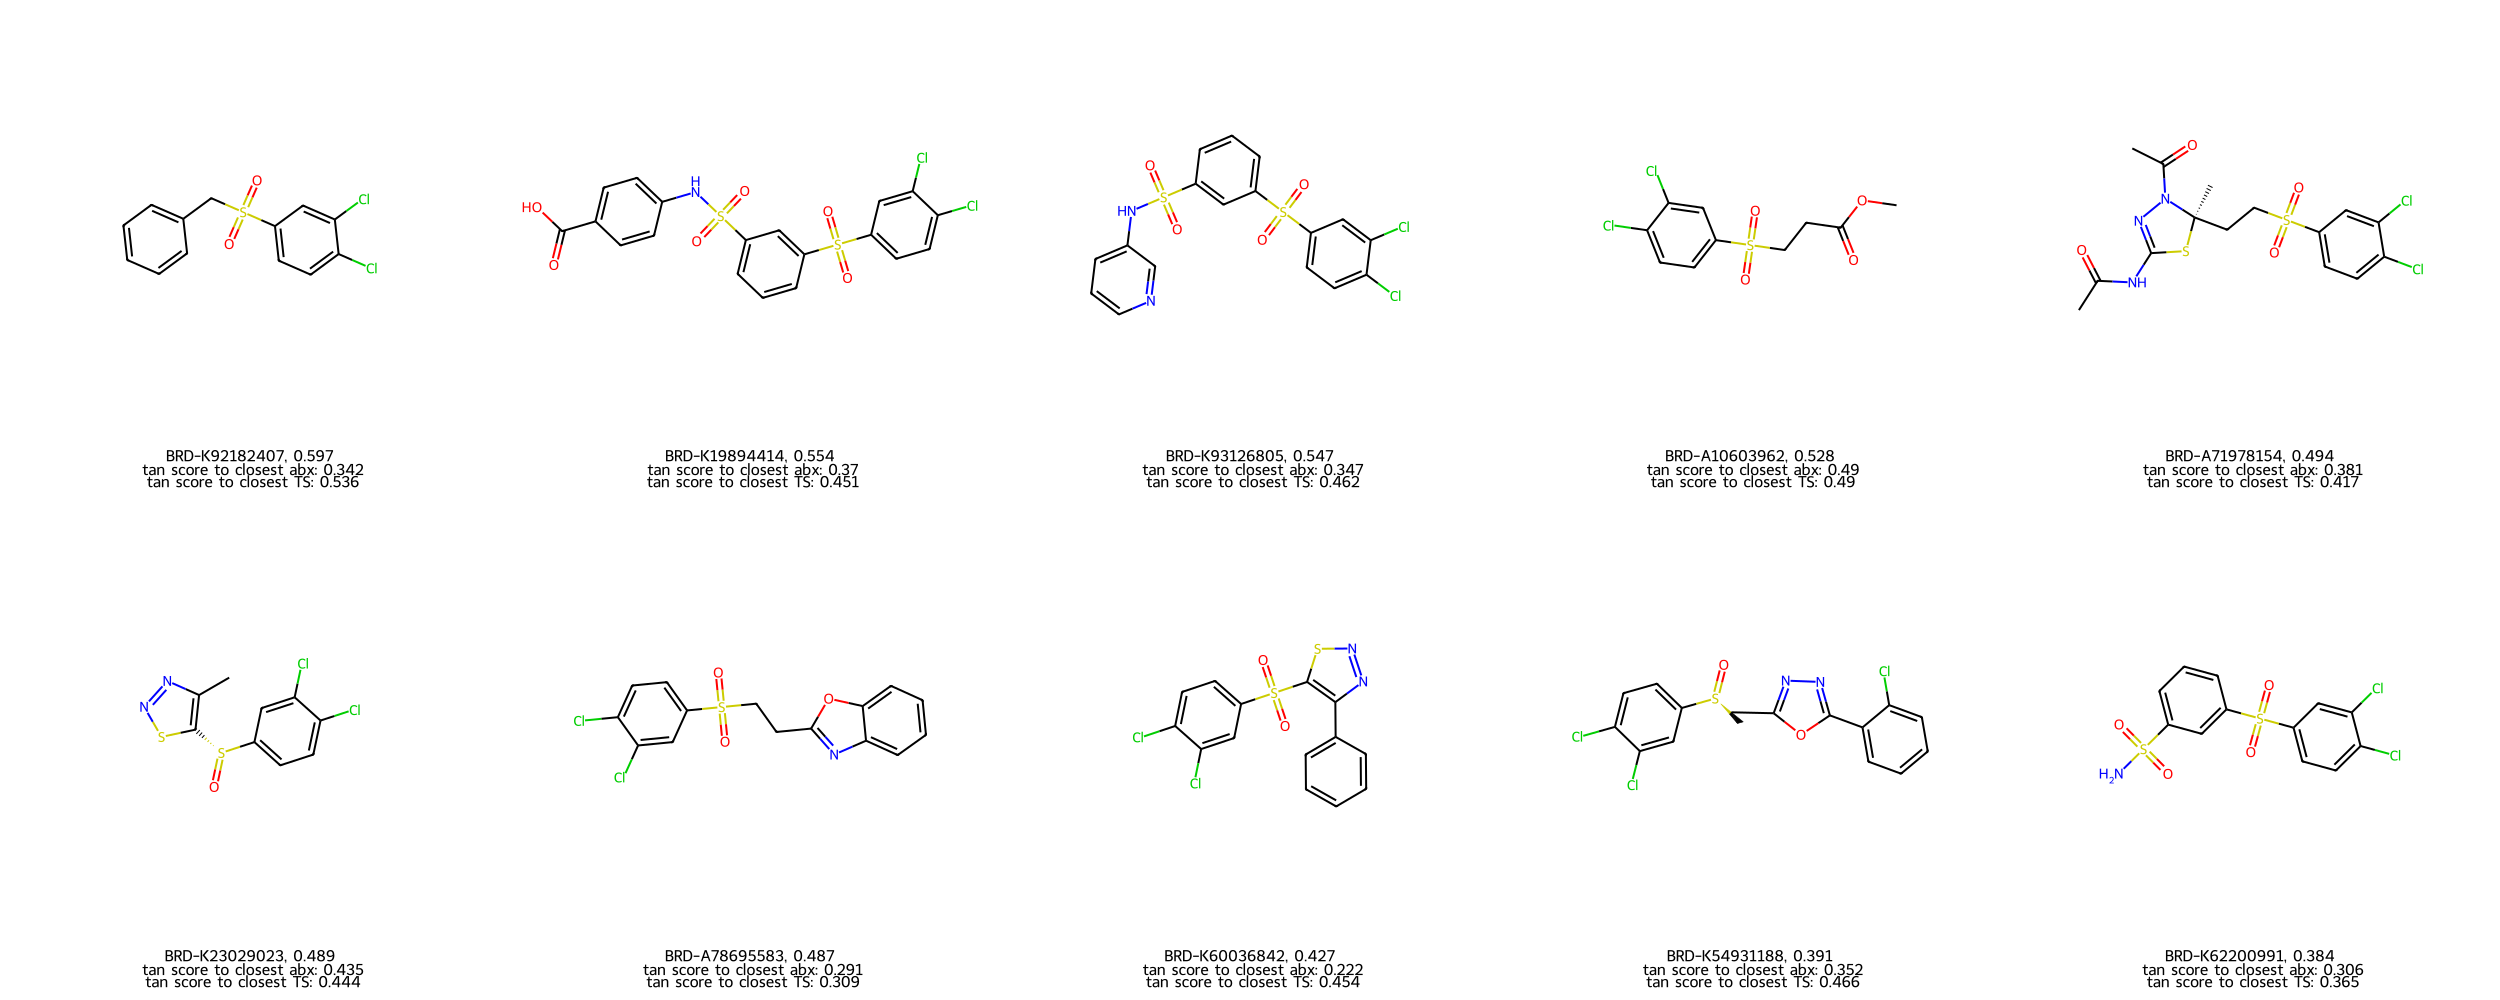 BRD-K92182407, 0.597
tan score to closest abx: 0.342
tan score to closest TS: 0.536
BRD-K19894414, 0.554
tan score to closest abx: 0.37
tan score to closest TS: 0.451
BRD-K93126805, 0.547
tan score to closest abx: 0.347
tan score to closest TS: 0.462
BRD-A10603962, 0.528
tan score to closest abx: 0.49
tan score to closest TS: 0.49
BRD-A71978154, 0.494
tan score to closest abx: 0.381
tan score to closest TS: 0.417
BRD-K23029023, 0.489
tan score to closest abx: 0.435
tan score to closest TS: 0.444
BRD-A78695583, 0.487
tan score to closest abx: 0.291
tan score to closest TS: 0.309
BRD-K60036842, 0.427
tan score to closest abx: 0.222
tan score to closest TS: 0.454
BRD-K54931188, 0.391
tan score to closest abx: 0.352
tan score to closest TS: 0.466
BRD-K62200991, 0.384
tan score to closest abx: 0.306
tan score to closest TS: 0.365